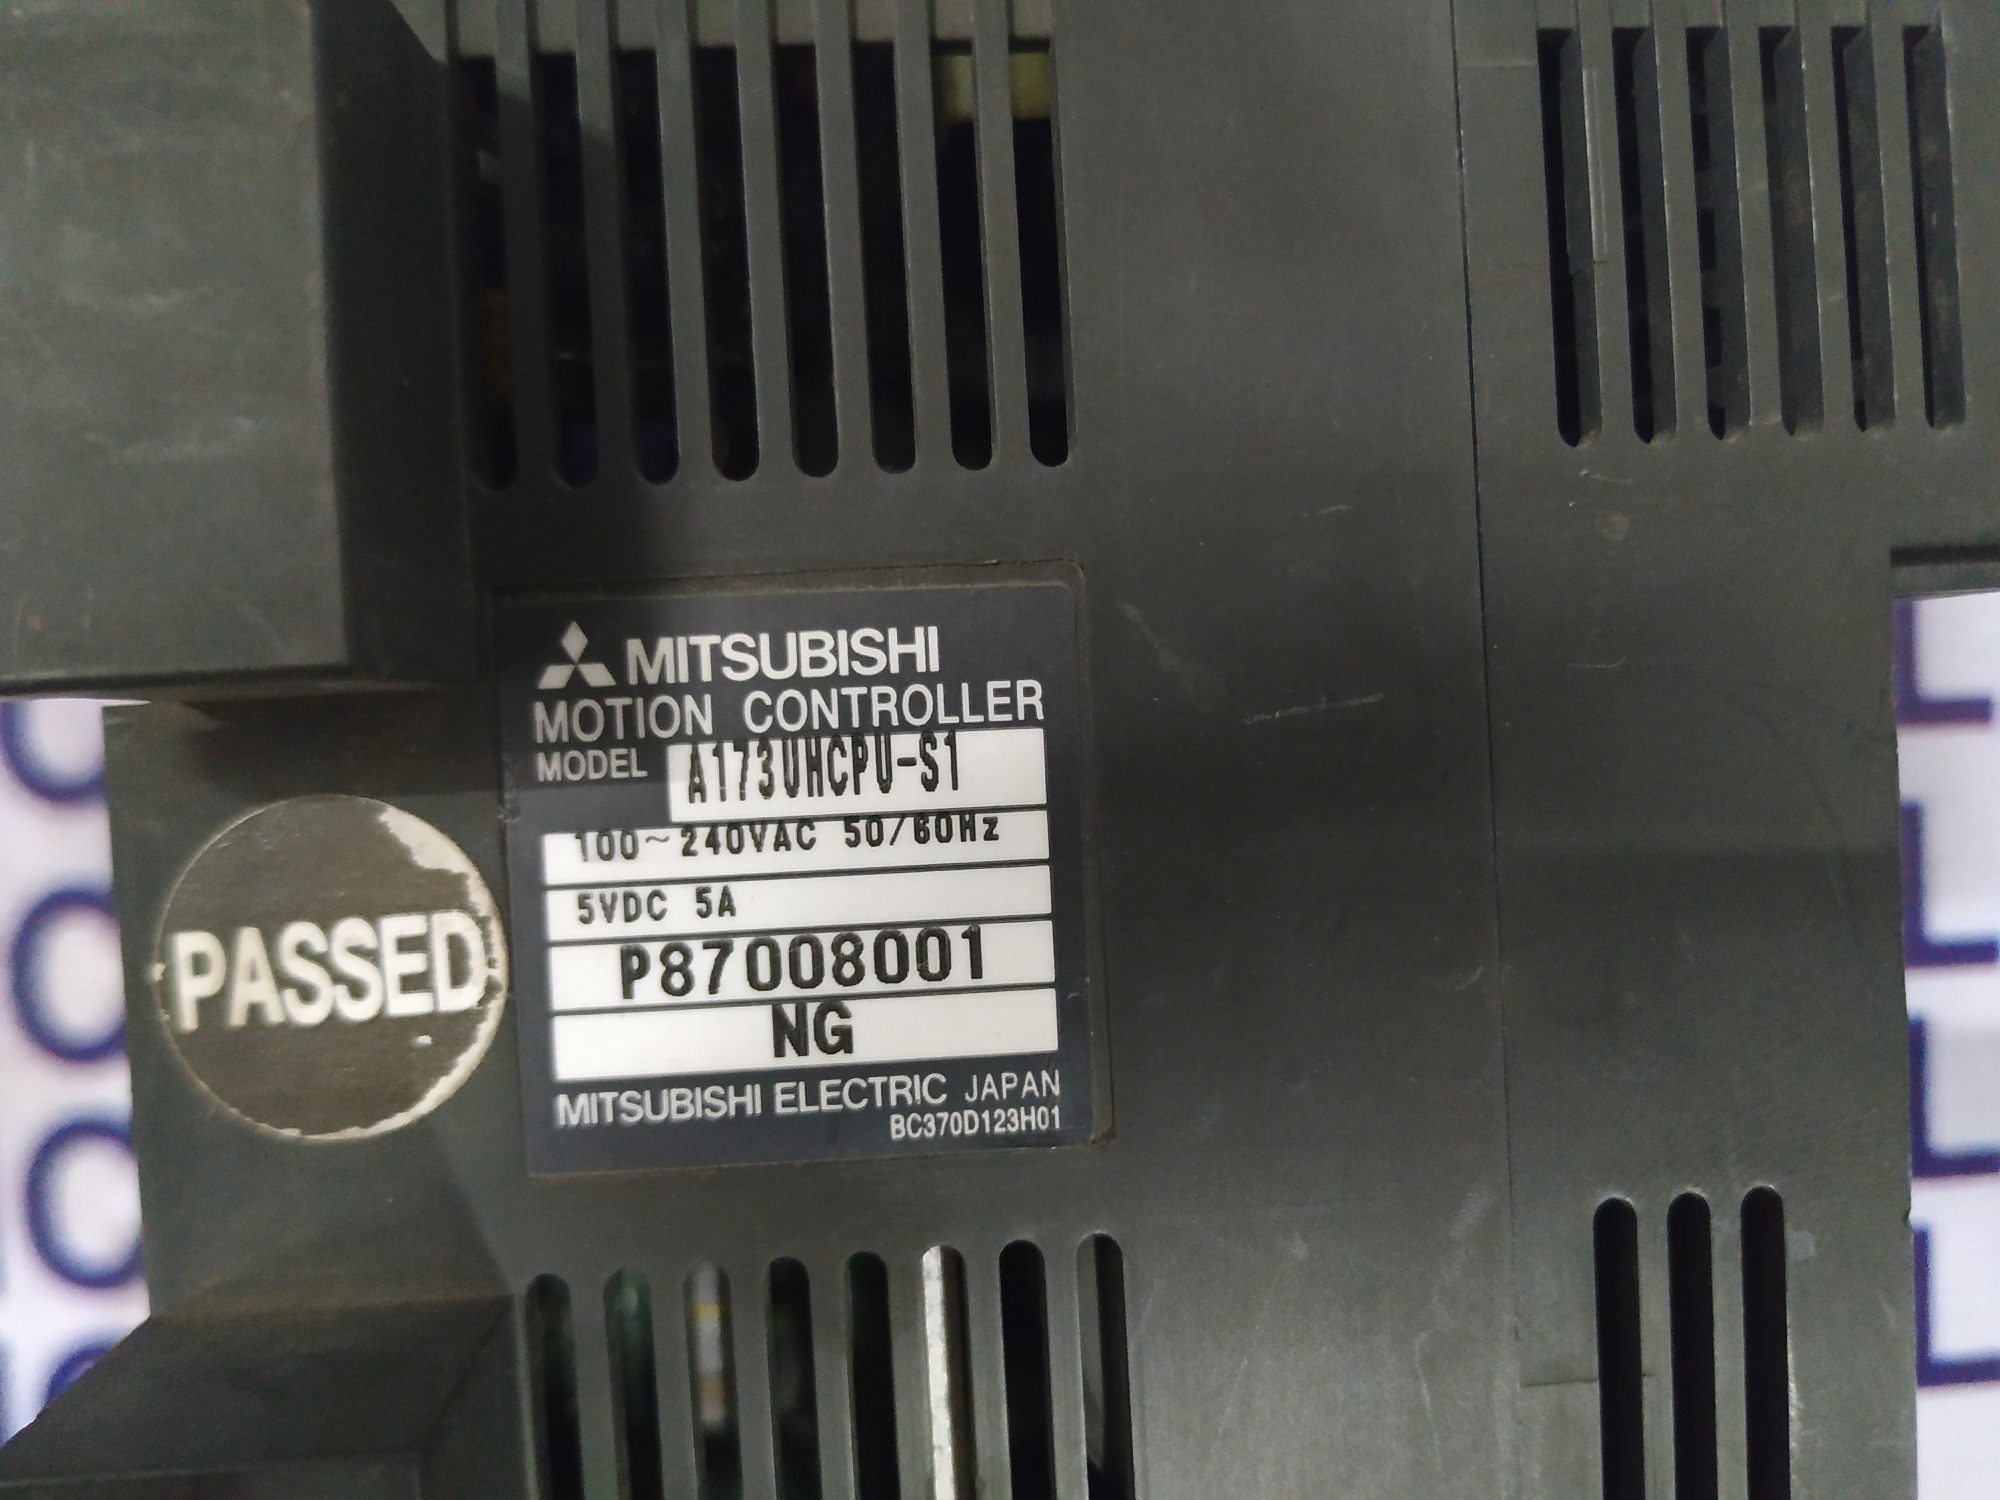 MITSUBISHI
MOTION CONTROLLER
MODEL A173UHCPU-S1
100~240VAC 50/60Hz
5VDC 5A
P87008001
NG
MITSUBISHI ELECTRIC JAPAN
BC370D123H01
PASSED